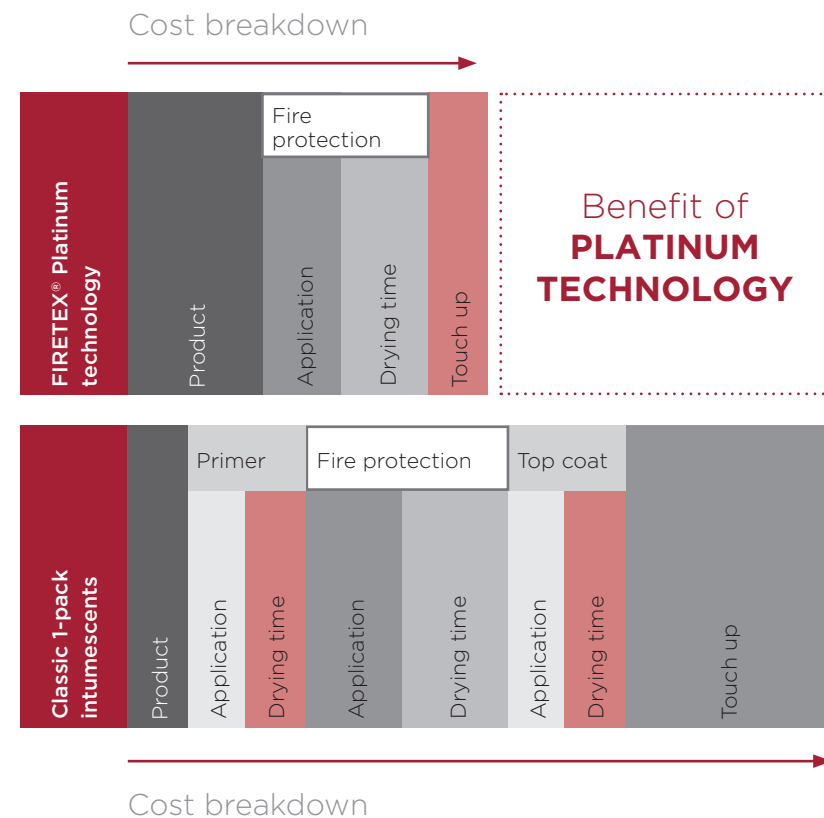 Cost breakdown
FIRETEX® Platinum
technology
Product
Fire
protection
Application
Drying time
Touch up
Benefit of
PLATINUM
TECHNOLOGY
Classic 1-pack
intumescents
Product
Primer
Application
Drying time
Fire protection
Application
Drying time
Top coat
Application
Drying time
Touch up
Cost breakdown